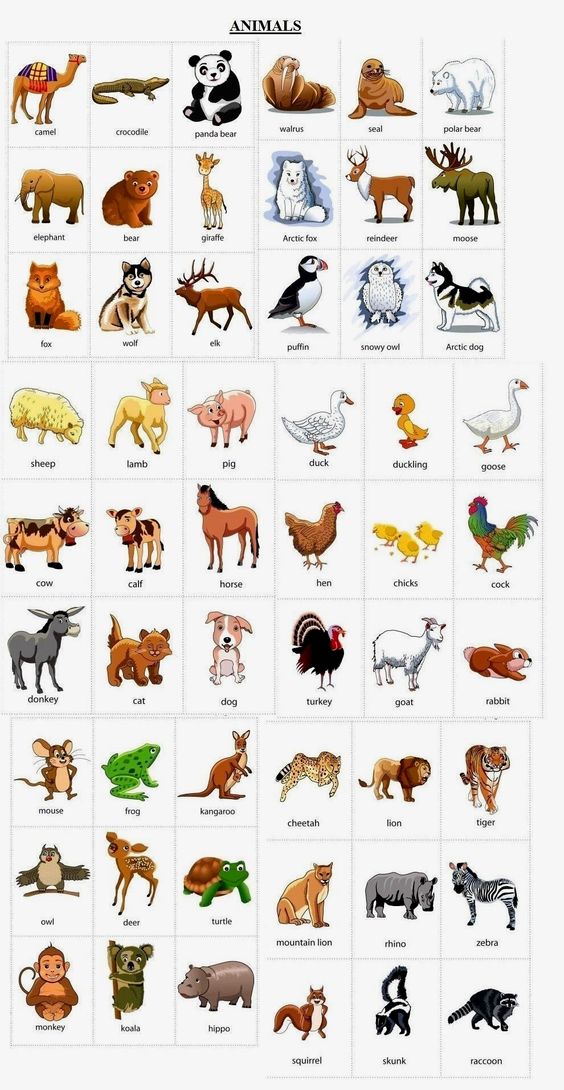 ANIMALS
camel
crocodile
panda bear
walrus
seal
polar bear
elephant
bear
giraffe
Arctic fox
reindeer
moose
fox
wolf
elk
puffin
snowy owl
Arctic dog
sheep
lamb
pig
duck
duckling
goose
cow
calf
horse
hen
chicks
cock
donkey
cat
dog
turkey
goat
rabbit
mouse
frog
kangaroo
cheetah
lion
tiger
owl
deer
turtle
mountain lion
rhino
zebra
monkey
koala
hippo
squirrel
skunk
raccoon